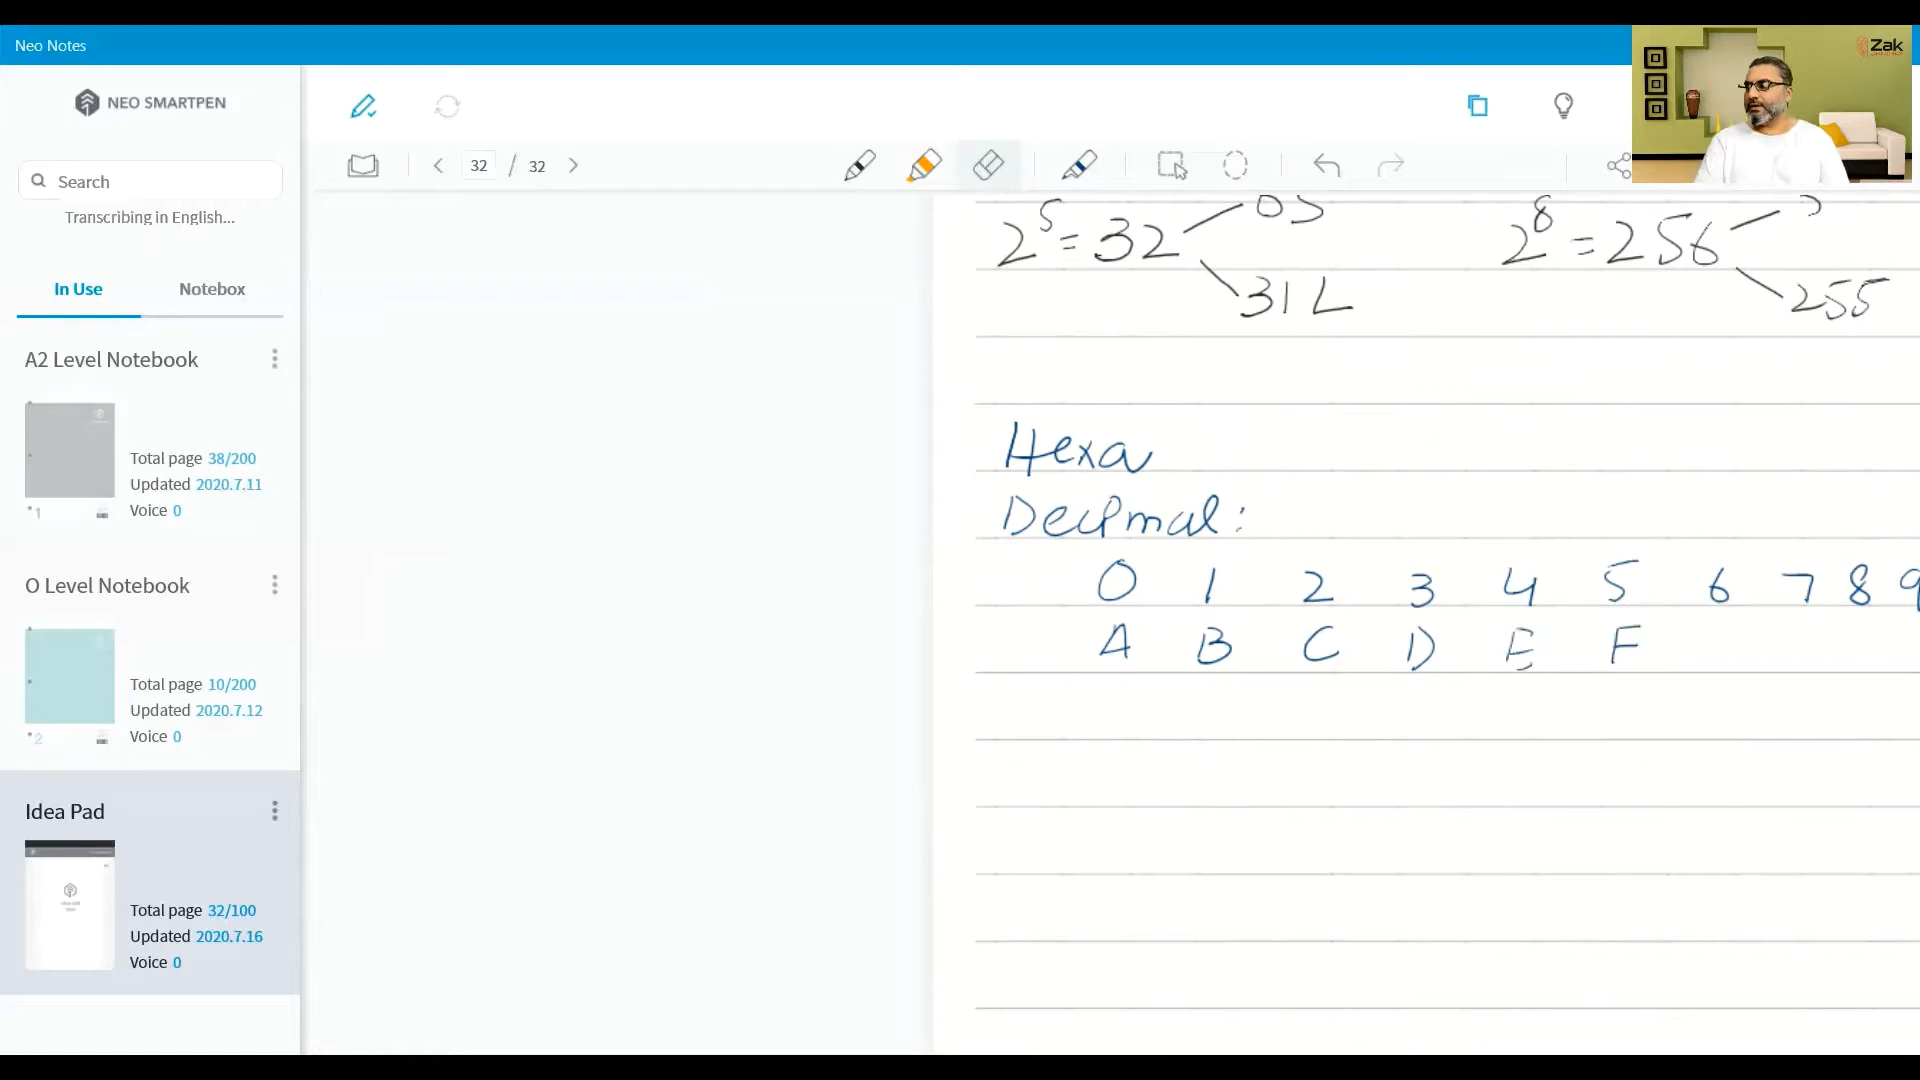 Neo Notes
Zak
NEO SMARTPEN
32 / 32
Search
Transcribing in English...
In Use Notebox
A2 Level Notebook
Total page 38/200
Updated 2020.7.11
Voice 0
1
O Level Notebook
Total page 10/200
Updated 2020.7.12
Voice 0
2
Idea Pad
Total page 32/100
Updated 2020.7.16
Voice 0
2⁵ = 32
31 L
2⁸ = 256
255
Hexa
Decimal:
0 1 2 3 4 5 6 7 8 9
A B C D E F